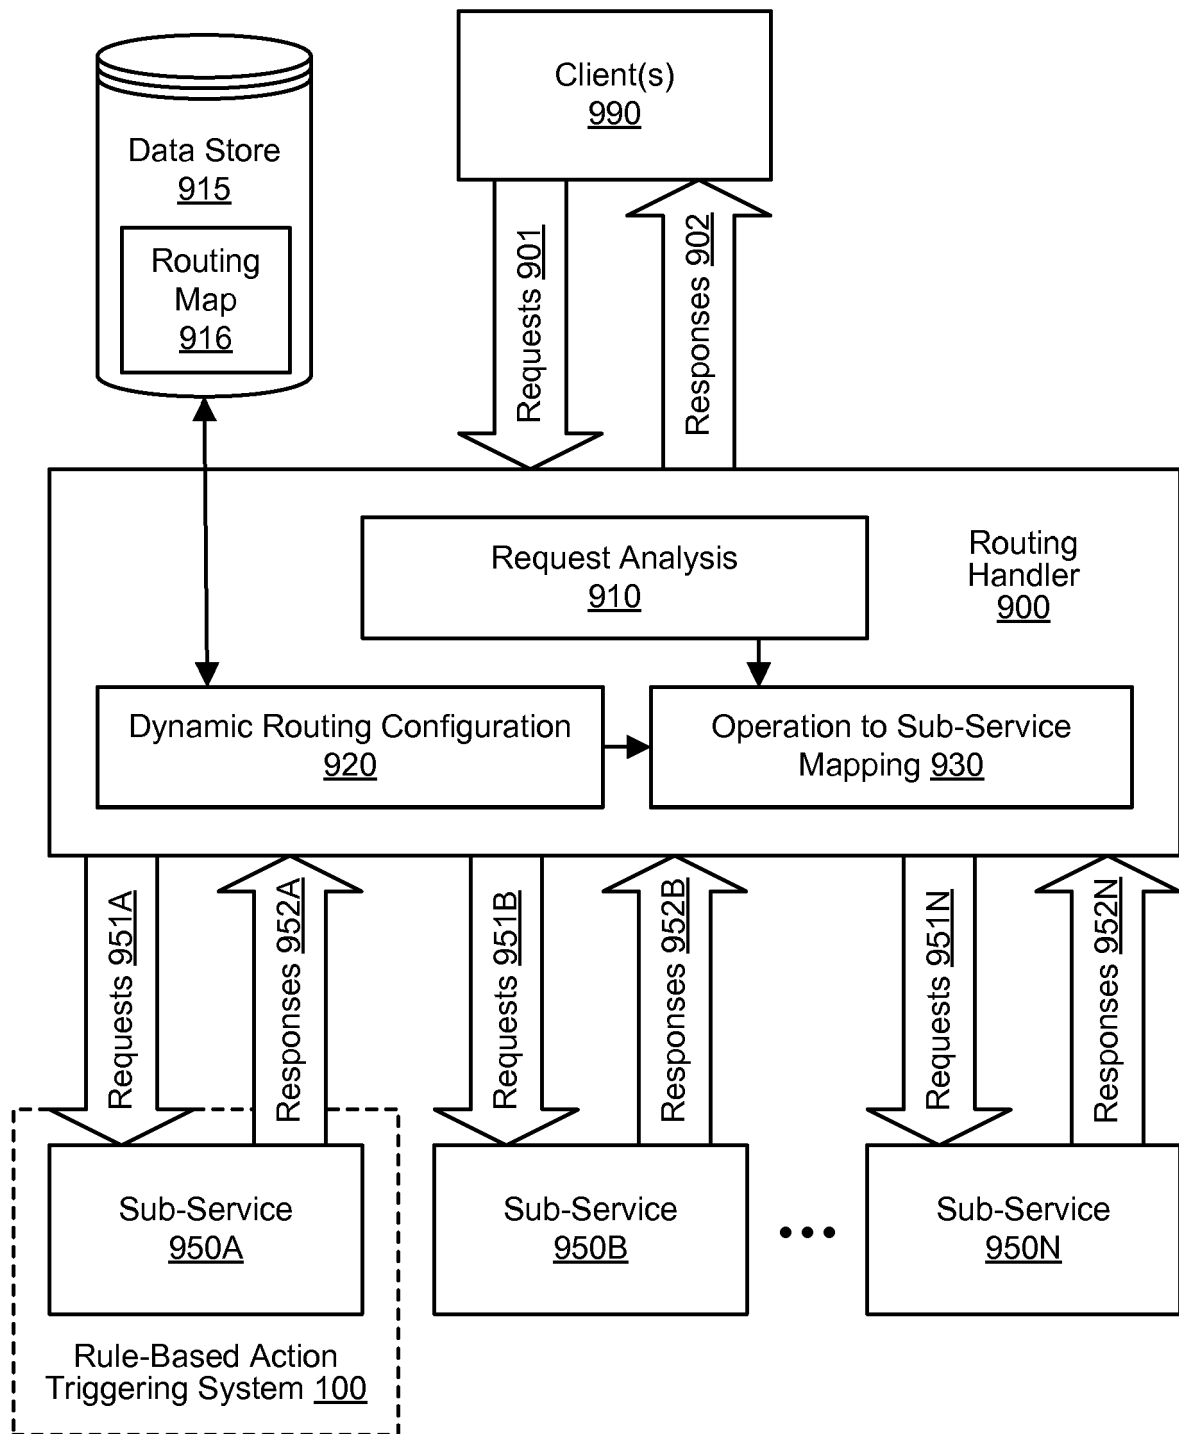 Client(s)
990
Data Store
915
Routing
Map
916
Requests 901
Responses 902
Request Analysis
910
Routing
Handler
900
Dynamic Routing Configuration
920
Operation to Sub-Service
Mapping 930
Requests 951A
Responses 952A
Requests 951B
Responses 952B
Requests 951N
Responses 952N
Sub-Service
950A
Sub-Service
950B
Sub-Service
950N
Rule-Based Action
Triggering System 100